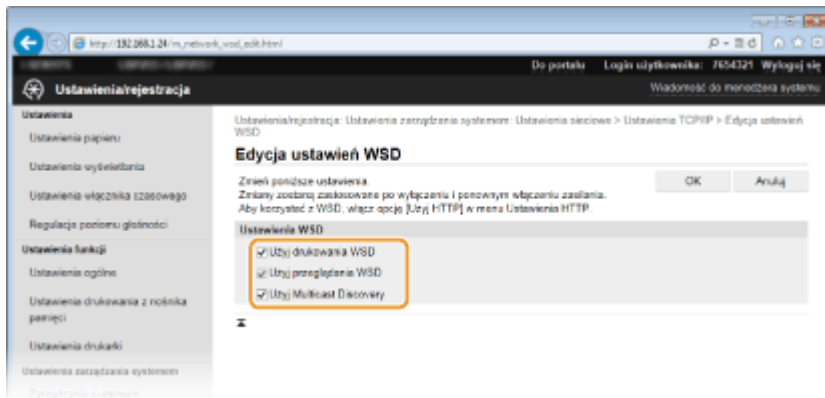 http://192.168.1.24/m_network_wsd_edit.html
Do portalu Login użytkownika: 7654321 Wyloguj się
Ustawienia/rejestracja
Wiadomość do menedżera systemu
Ustawienia
Ustawienia papieru
Ustawienia wyświetlania
Ustawienia włącznika czasowego
Regulacja poziomu głośności
Ustawienia funkcji
Ustawienia ogólne
Ustawienia drukowania z nośnika
pamięci
Ustawienia drukarki
Ustawienia zarządzania systemem
Ustawienia/rejestracja: Ustawienia zarządzania systemem: Ustawienia sieciowe > Ustawienia TCP/IP > Edycja ustawień
WSD
Edycja ustawień WSD
Zmień poniższe ustawienia.
OK Anuluj
Zmiany zostaną zastosowane po wyłączeniu i ponownym włączeniu zasilania.
Aby korzystać z WSD, włącz opcję [Użyj HTTP] w menu Ustawienia HTTP.
Ustawienia WSD
Użyj drukowania WSD
Użyj przeglądania WSD
Użyj Multicast Discovery